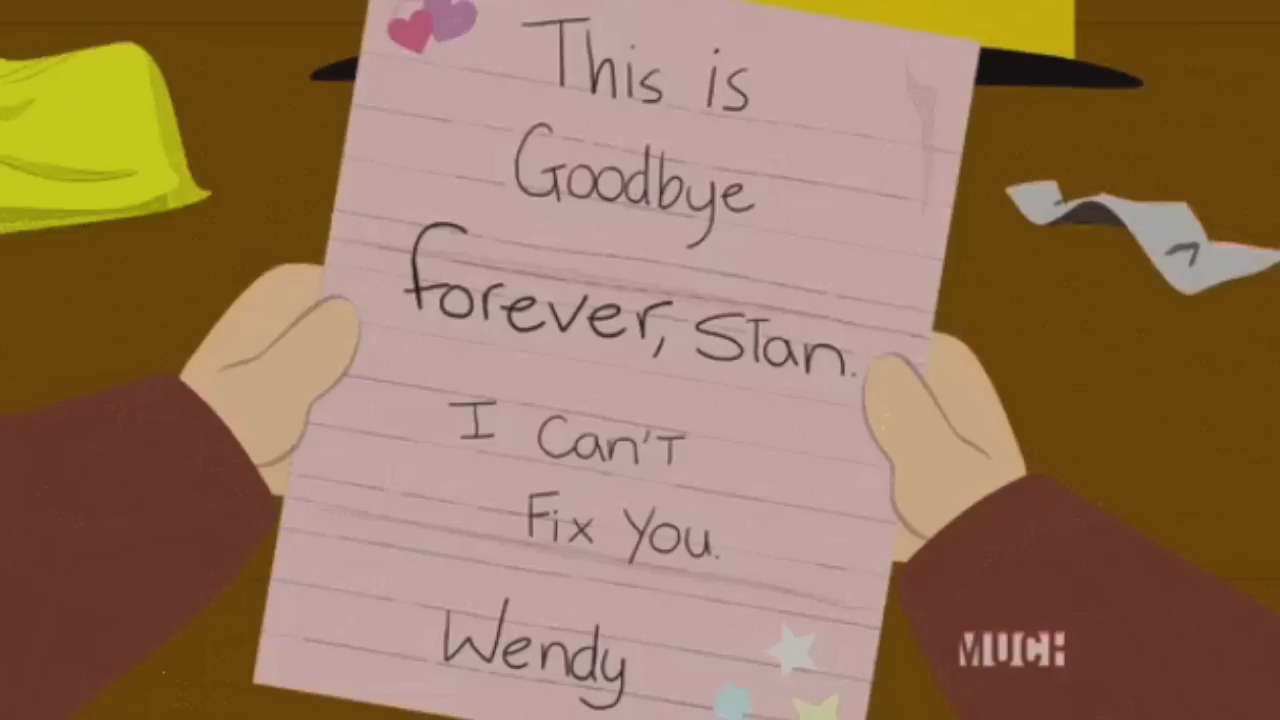 This is
Goodbye
forever, Stan.
I Can't
Fix You.
Wendy
MUCH